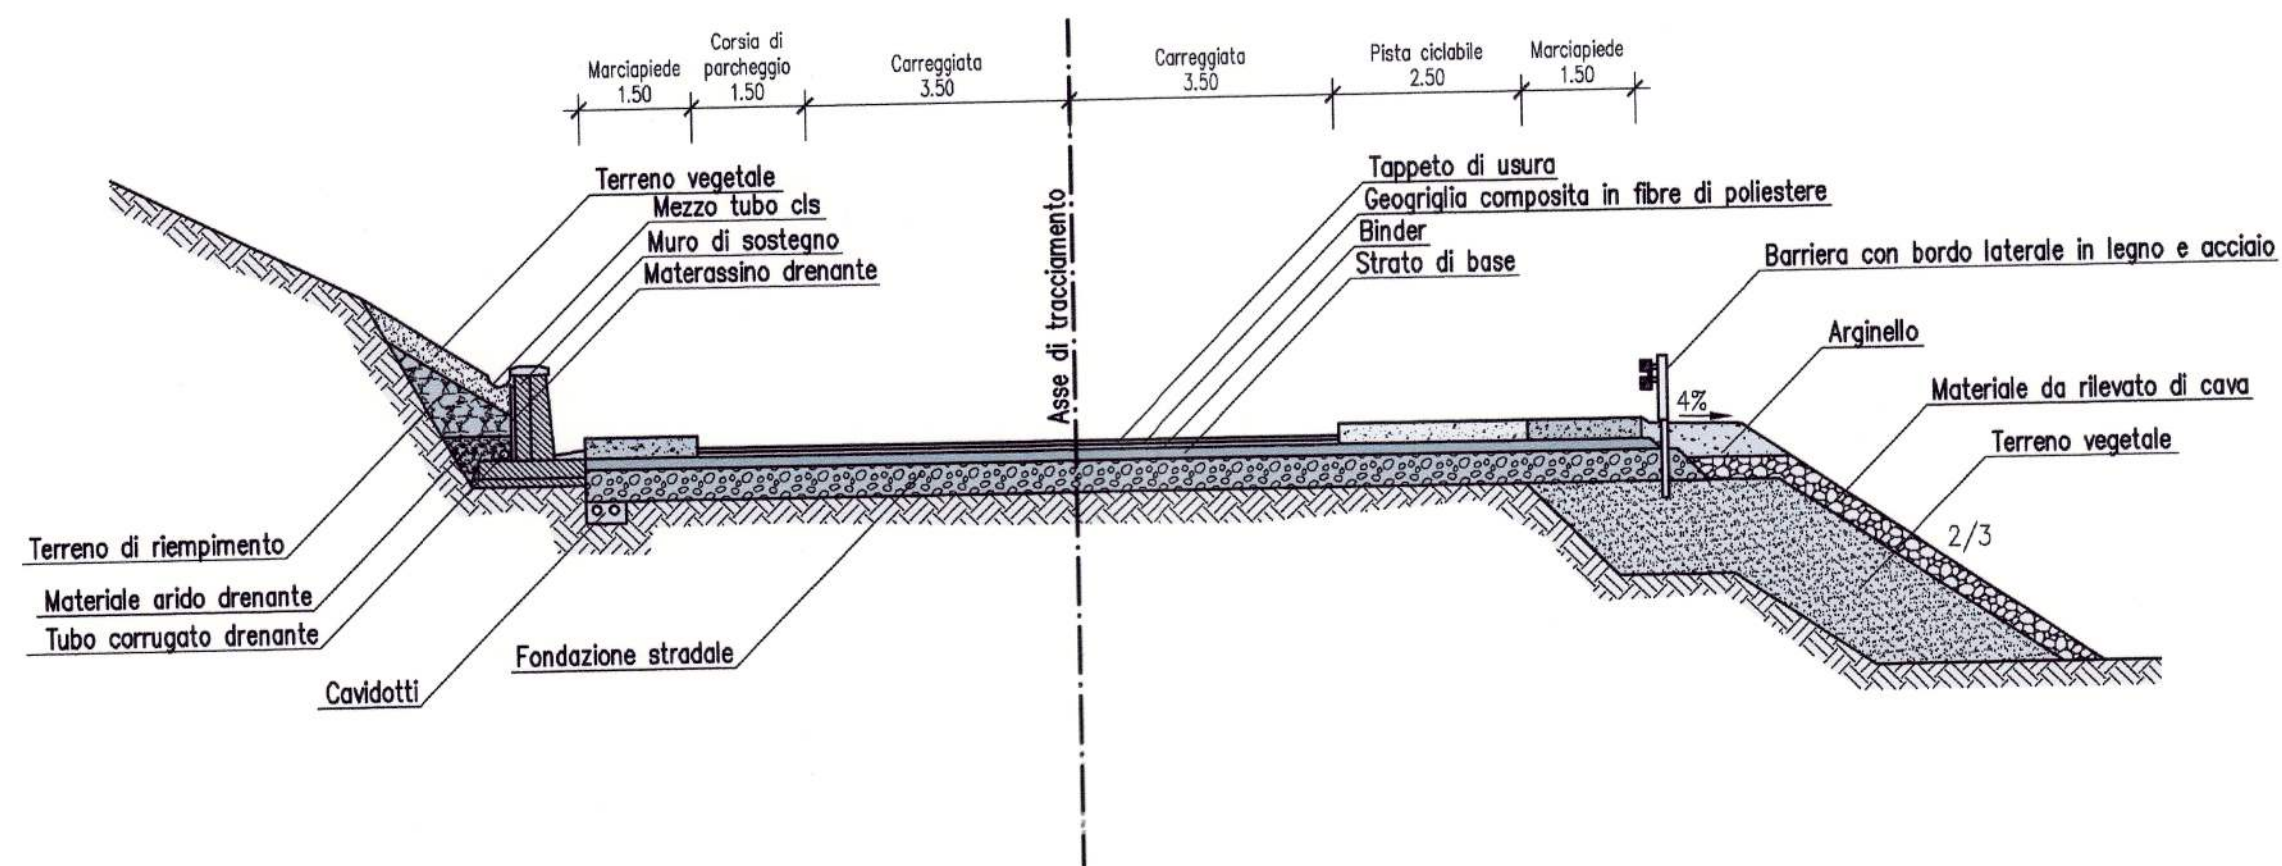 Marciapiede
1.50
Corsia di
parcheggio
1.50
Carreggiata
3.50
Carreggiata
3.50
Pista ciclabile
2.50
Marciapiede
1.50
Asse di tracciamento
Terreno vegetale
Mezzo tubo cls
Muro di sostegno
Materassino drenante
Tappeto di usura
Geogriglia composita in fibre di poliestere
Binder
Strato di base
Barriera con bordo laterale in legno e acciaio
Arginello
4%
Materiale da rilevato di cava
Terreno vegetale
2/3
Terreno di riempimento
Materiale arido drenante
Tubo corrugato drenante
Cavidotti
Fondazione stradale